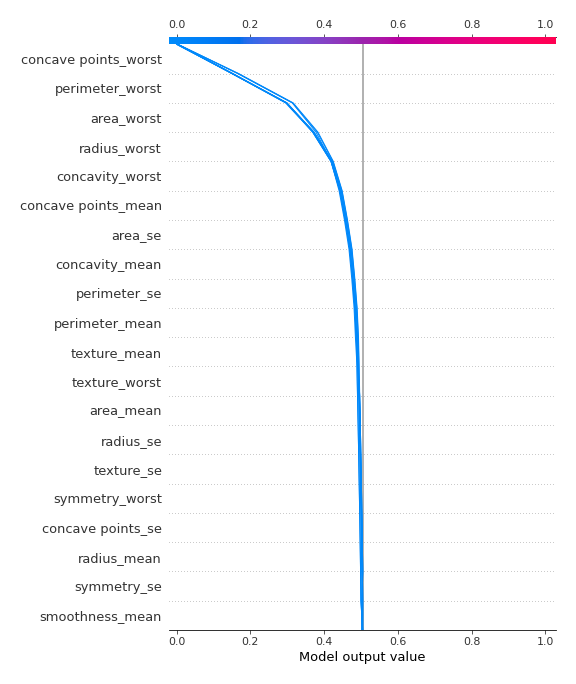 0.0 0.2 0.4 0.6 0.8 1.0
concave points_worst
perimeter_worst
area_worst
radius_worst
concavity_worst
concave points_mean
area_se
concavity_mean
perimeter_se
perimeter_mean
texture_mean
texture_worst
area_mean
radius_se
texture_se
symmetry_worst
concave points_se
radius_mean
symmetry_se
smoothness_mean
0.0 0.2 0.4 0.6 0.8 1.0
Model output value